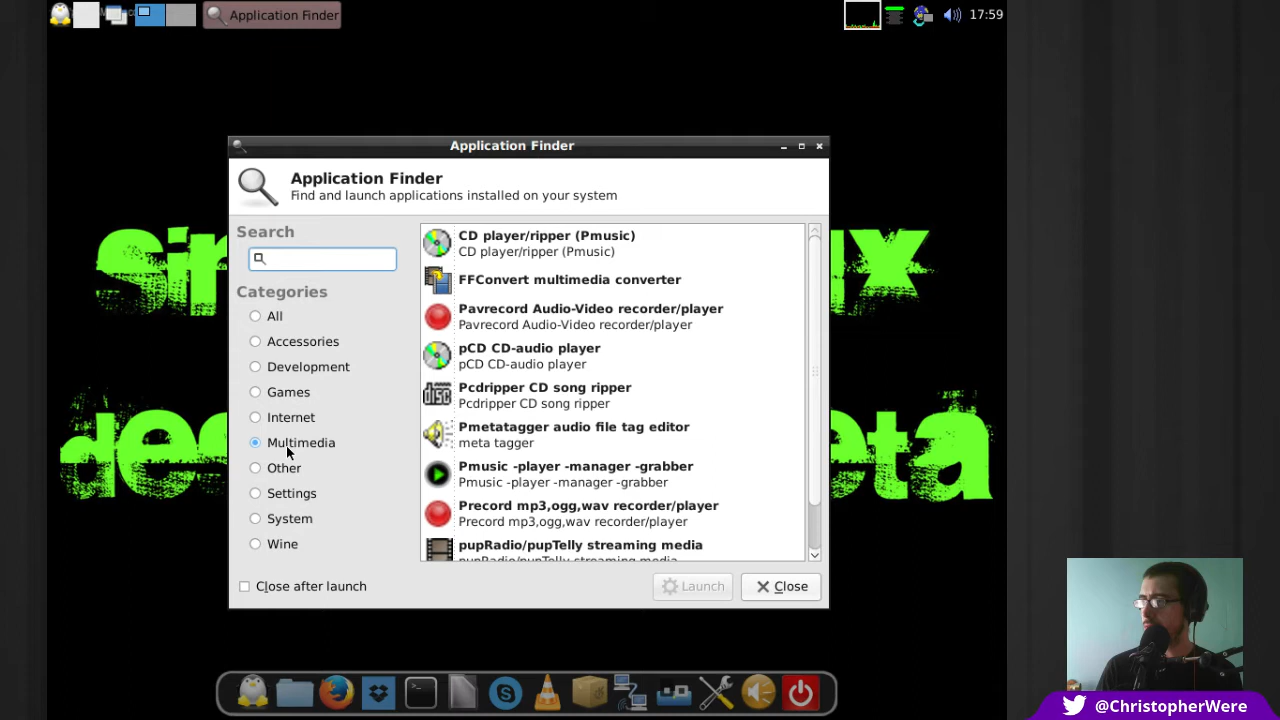 Application Finder
17:59
Application Finder
Application Finder
Find and launch applications installed on your system
Search
Categories
All
Accessories
Development
Games
Internet
Multimedia
Other
Settings
System
Wine
CD player/ripper (Pmusic)
CD player/ripper (Pmusic)
FFConvert multimedia converter
Pavrecord Audio-Video recorder/player
Pavrecord Audio-Video recorder/player
pCD CD-audio player
pCD CD-audio player
Pcdripper CD song ripper
Pcdripper CD song ripper
Pmetatagger audio file tag editor
meta tagger
Pmusic -player -manager -grabber
Pmusic -player -manager -grabber
Precord mp3,ogg,wav recorder/player
Precord mp3,ogg,wav recorder/player
pupRadio/pupTelly streaming media
pupRadio/pupTelly streaming media
Close after launch
Launch
Close
@ChristopherWere